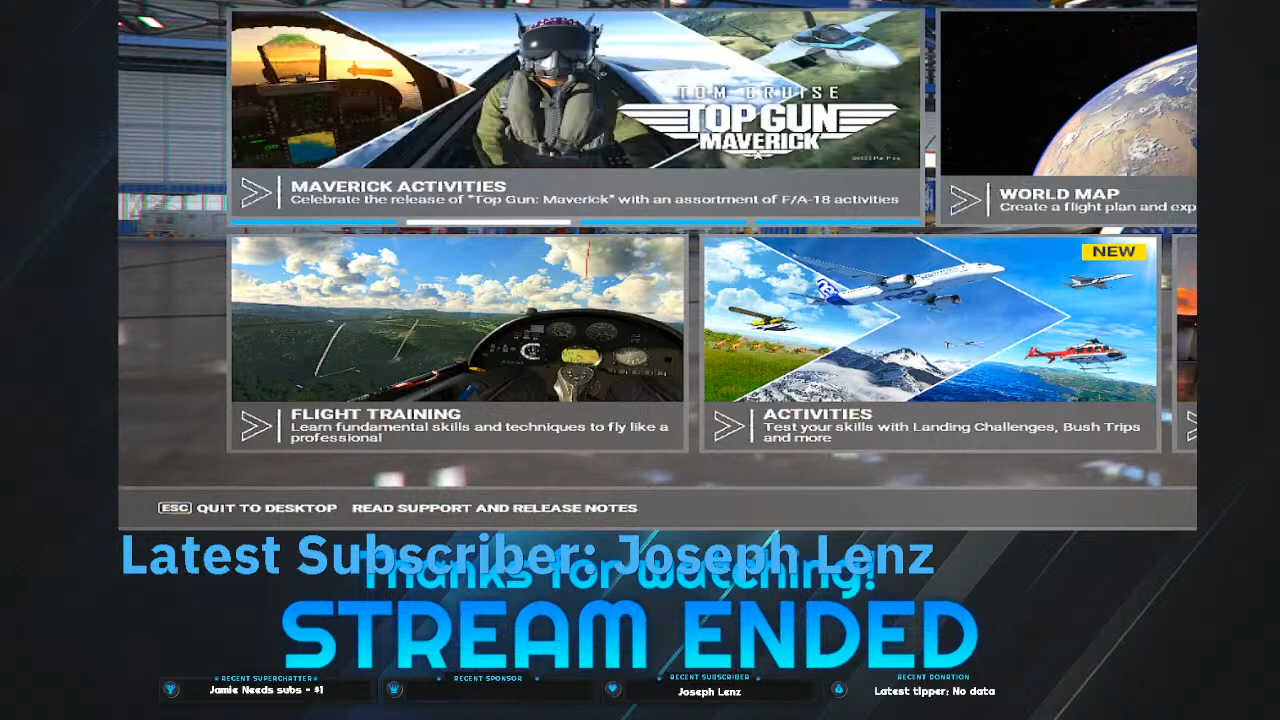 TOM CRUISE
TOP GUN
MAVERICK
MAVERICK ACTIVITIES
Celebrate the release of "Top Gun: Maverick" with an assortment of F/A-18 activities
WORLD MAP
Create a flight plan and exp
NEW
FLIGHT TRAINING
Learn fundamental skills and techniques to fly like a
professional
ACTIVITIES
Test your skills with Landing Challenges, Bush Trips
and more
ESC QUIT TO DESKTOP READ SUPPORT AND RELEASE NOTES
Latest Subscriber: Joseph Lenz
Thanks for watching!
STREAM ENDED
RECENT SUPERCHATTER
Jamie Needs subs - $1
RECENT SPONSOR
RECENT SUBSCRIBER
Joseph Lenz
RECENT DONATION
Latest tipper: No data